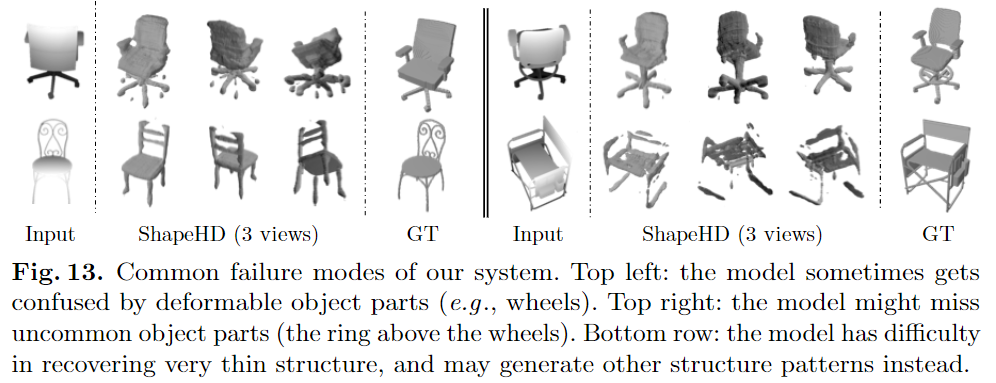 Input ShapeHD (3 views) GT Input ShapeHD (3 views) GT
Fig. 13. Common failure modes of our system. Top left: the model sometimes gets
confused by deformable object parts (e.g., wheels). Top right: the model might miss
uncommon object parts (the ring above the wheels). Bottom row: the model has difficulty
in recovering very thin structure, and may generate other structure patterns instead.